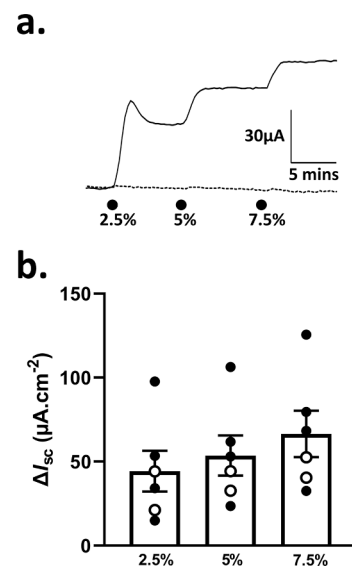 a.
30µA
5 mins
2.5% 5% 7.5%
b.
ΔIsc (µA.cm-2)
150
100
50
0
2.5% 5% 7.5%